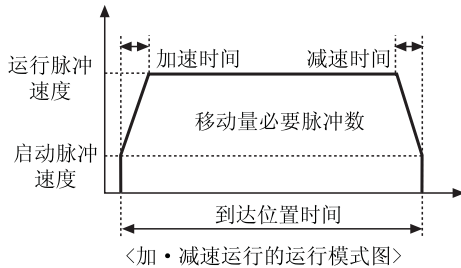 加速时间
减速时间
运行脉冲
速度
移动量必要脉冲数
启动脉冲
速度
到达位置时间
<加·减速运行的运行模式图>